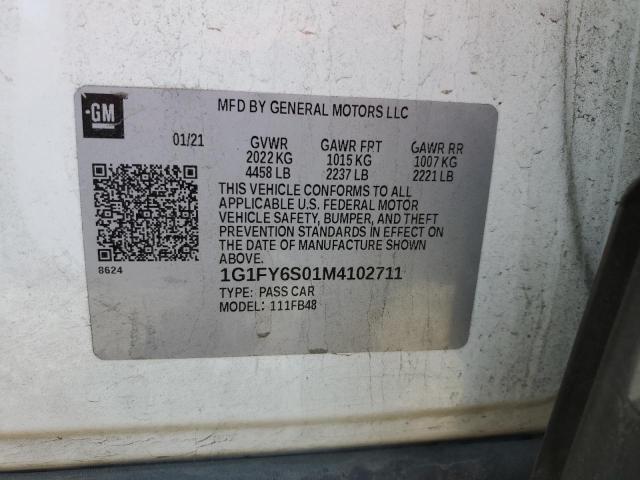 GM
MFD BY GENERAL MOTORS LLC
01/21 GVWR GAWR FRT GAWR RR
2022 KG 1015 KG 1007 KG
4458 LB 2237 LB 2221 LB
THIS VEHICLE CONFORMS TO ALL
APPLICABLE U.S. FEDERAL MOTOR
VEHICLE SAFETY, BUMPER, AND THEFT
PREVENTION STANDARDS IN EFFECT ON
THE DATE OF MANUFACTURE SHOWN
ABOVE.
8624
1G1FY6S01M4102711
TYPE: PASS CAR
MODEL: 111FB48